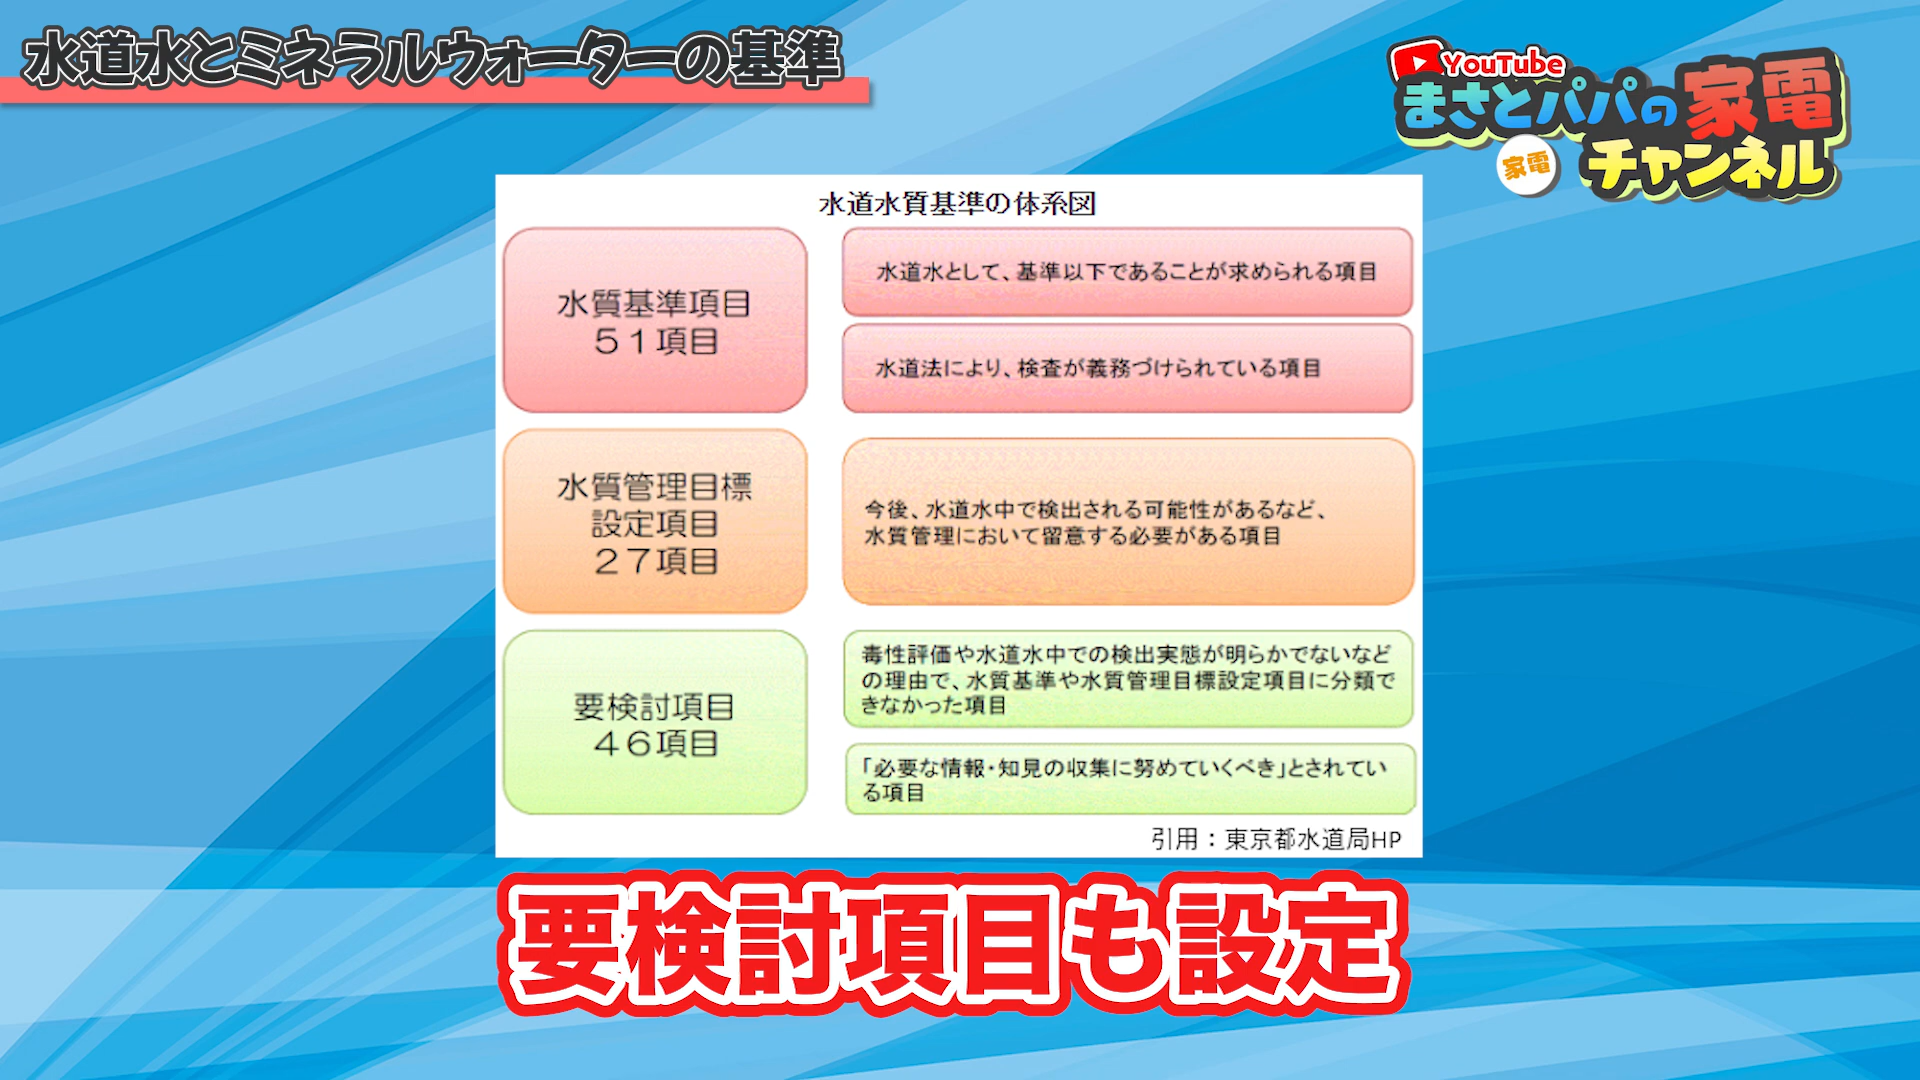 水道水とミネラルウォーターの基準
YouTube
まさとパパの家電
家電
チャンネル
水道水質基準の体系図
水質基準項目
５１項目
水道水として、基準以下であることが求められる項目
水道法により、検査が義務づけられている項目
水質管理目標
設定項目
２７項目
今後、水道水中で検出される可能性があるなど、
水質管理において留意する必要がある項目
要検討項目
４６項目
毒性評価や水道水中での検出実態が明らかでないなど
の理由で、水質基準や水質管理目標設定項目に分類で
きなかった項目
「必要な情報・知見の収集に努めていくべき」とされてい
る項目
引用：東京都水道局HP
要検討項目も設定